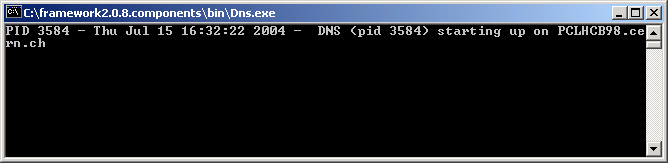 C:\framework2.0.8.components\bin\Dns.exe
PID 3584 - Thu Jul 15 16:32:22 2004 -  DNS (pid 3584) starting up on PCLHCB98.ce
rn.ch